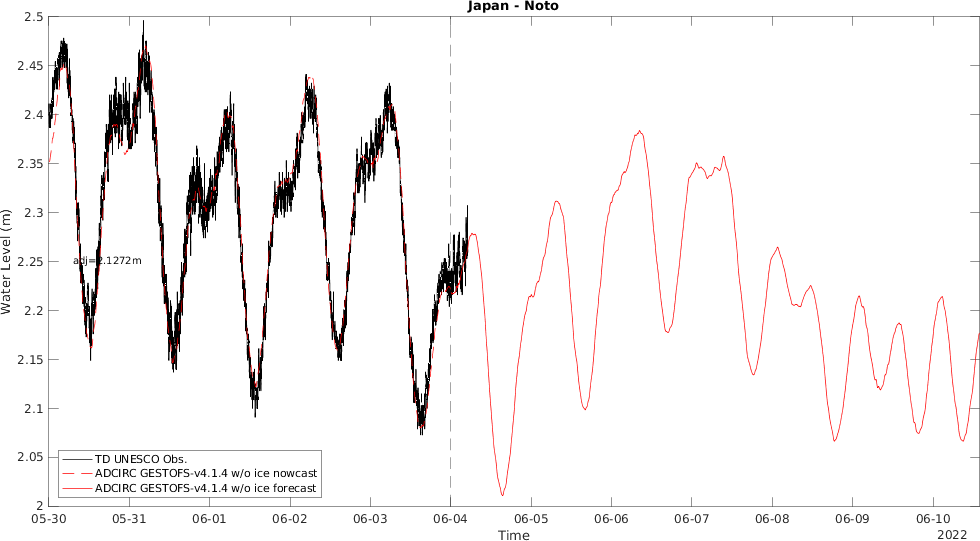 Japan - Noto
2.5
2.45
2.4
2.35
2.3
2.25
2.2
2.15
2.1
2.05
2
Water Level (m)
adj=2.1272m
TD UNESCO Obs.
ADCIRC GESTOFS-v4.1.4 w/o ice nowcast
ADCIRC GESTOFS-v4.1.4 w/o ice forecast
05-30 05-31 06-01 06-02 06-03 06-04 06-05 06-06 06-07 06-08 06-09 06-10
Time
2022